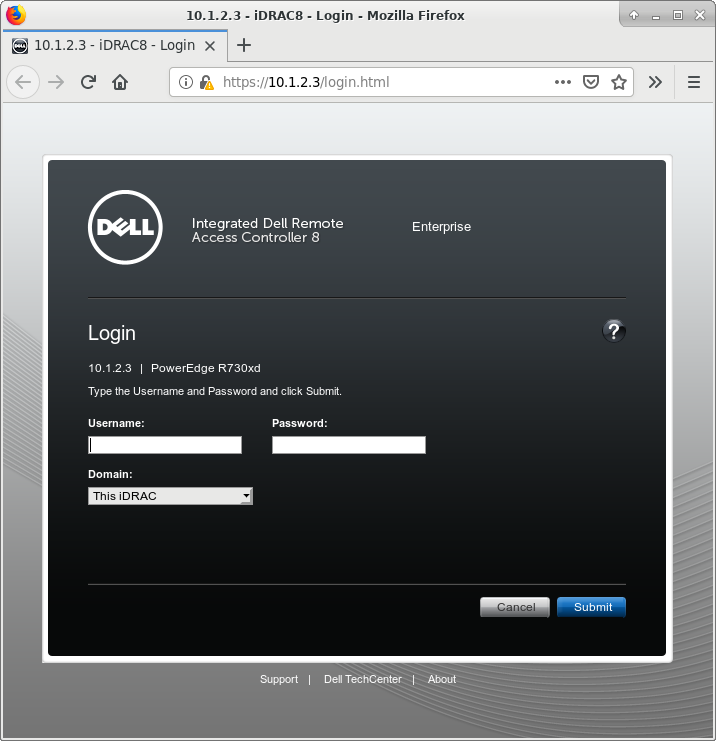 10.1.2.3 - iDRAC8 - Login - Mozilla Firefox
10.1.2.3 - iDRAC8 - Login
https://10.1.2.3/login.html
DELL
Integrated Dell Remote
Access Controller 8
Enterprise
Login
?
10.1.2.3 | PowerEdge R730xd
Type the Username and Password and click Submit.
Username: Password:
Domain:
This iDRAC
Cancel Submit
Support | Dell TechCenter | About